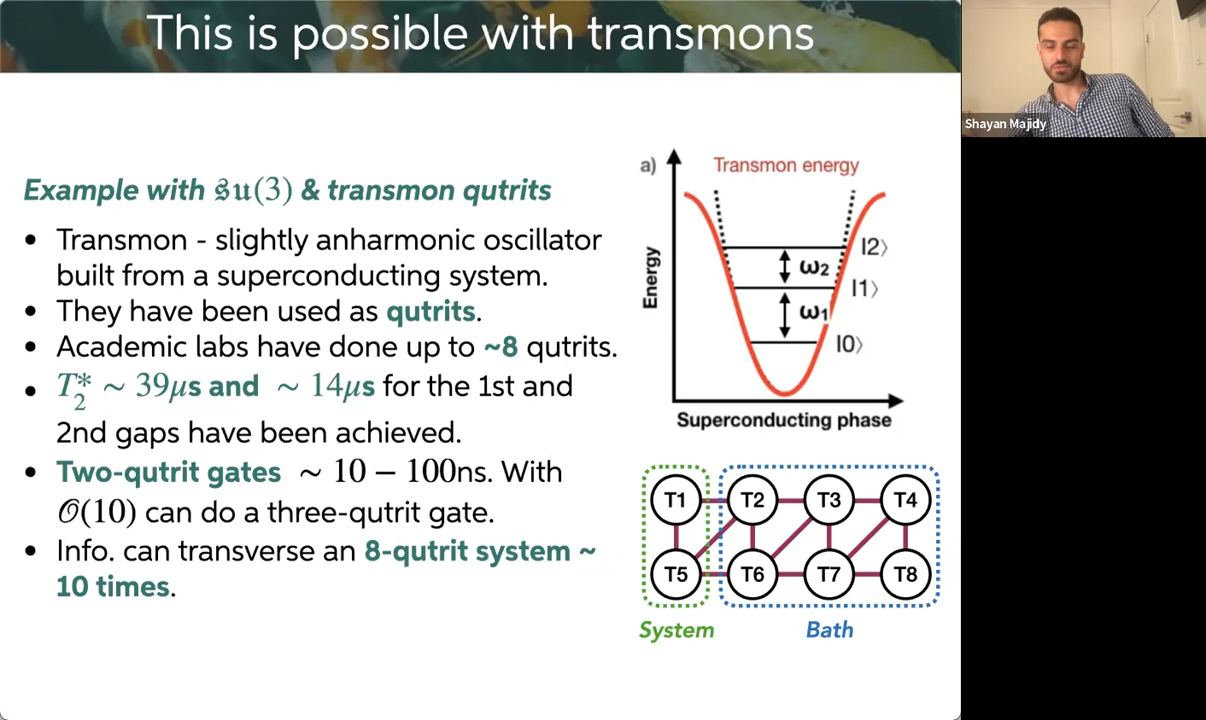 This is possible with transmons
Shayan Majidy
Example with 𝔰𝔲(3) & transmon qutrits
• Transmon - slightly anharmonic oscillator
built from a superconducting system.
• They have been used as qutrits.
• Academic labs have done up to ~8 qutrits.
• T₂* ~ 39μs and ~ 14μs for the 1st and
2nd gaps have been achieved.
• Two-qutrit gates ~ 10 − 100ns. With
𝒪(10) can do a three-qutrit gate.
• Info. can transverse an 8-qutrit system ~
10 times.
a)
Transmon energy
Energy
|2⟩
ω2
|1⟩
ω1
|0⟩
Superconducting phase
T1 T2 T3 T4
T5 T6 T7 T8
System Bath